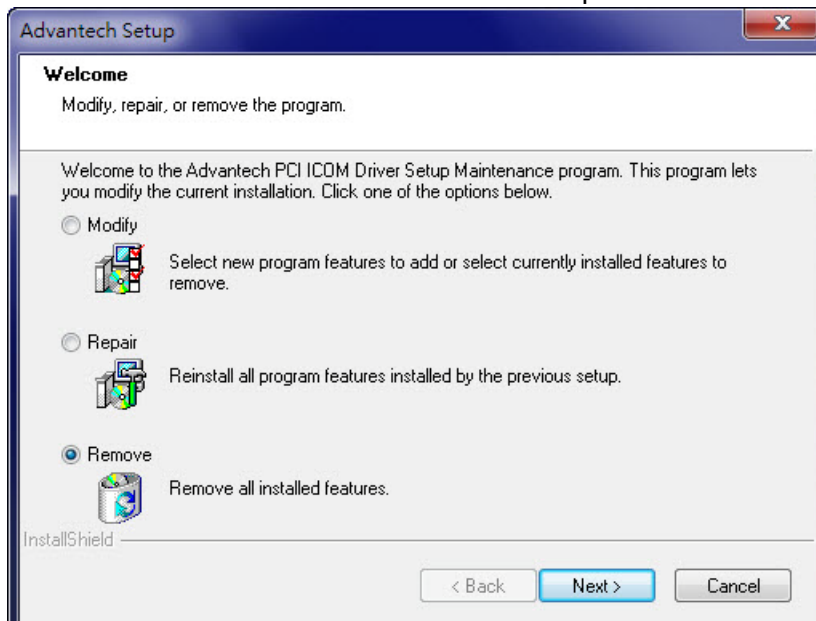 Advantech Setup
Welcome
Modify, repair, or remove the program.
Welcome to the Advantech PCI ICOM Driver Setup Maintenance program. This program lets
you modify the current installation. Click one of the options below.
Modify
Select new program features to add or select currently installed features to
remove.
Repair
Reinstall all program features installed by the previous setup.
Remove
Remove all installed features.
InstallShield
< Back
Next >
Cancel